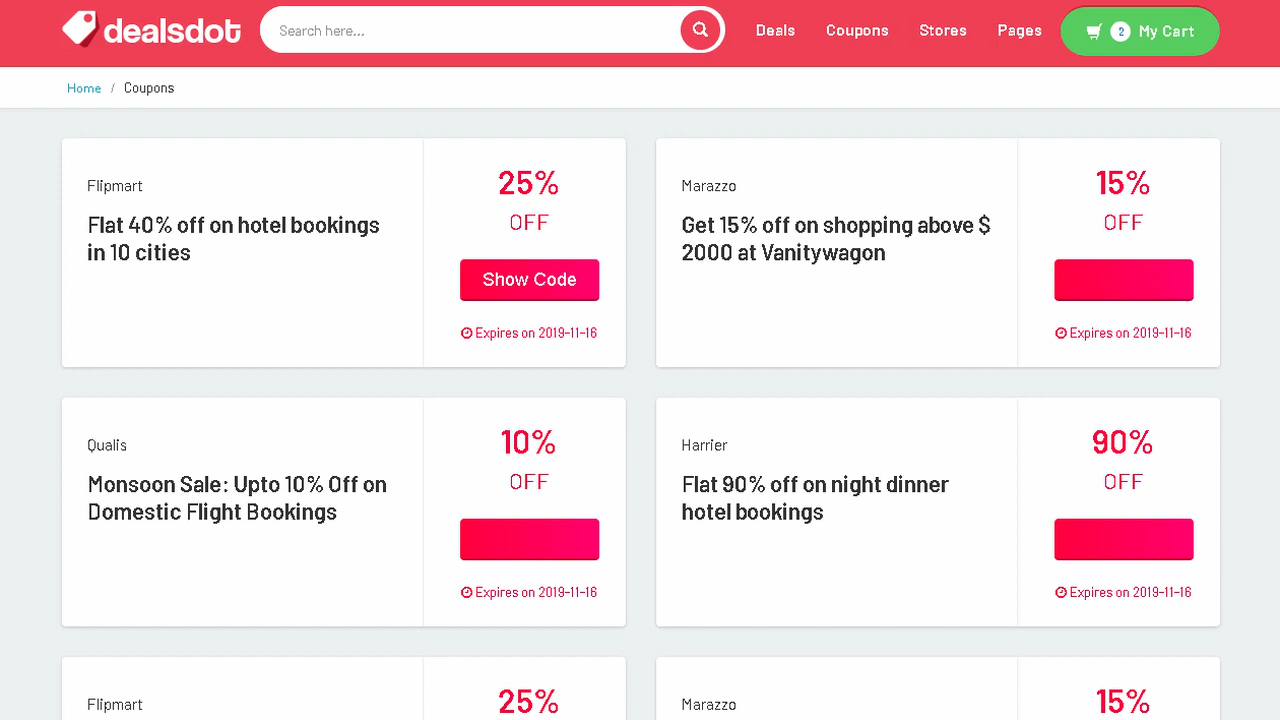 dealsdot
Search here...
Deals
Coupons
Stores
Pages
2 My Cart
Home / Coupons
Flipmart
Flat 40% off on hotel bookings
in 10 cities
25%
OFF
Show Code
Expires on 2019-11-16
Marazzo
Get 15% off on shopping above $
2000 at Vanitywagon
15%
OFF
Expires on 2019-11-16
Qualis
Monsoon Sale: Upto 10% Off on
Domestic Flight Bookings
10%
OFF
Expires on 2019-11-16
Harrier
Flat 90% off on night dinner
hotel bookings
90%
OFF
Expires on 2019-11-16
Flipmart
25%
Marazzo
15%